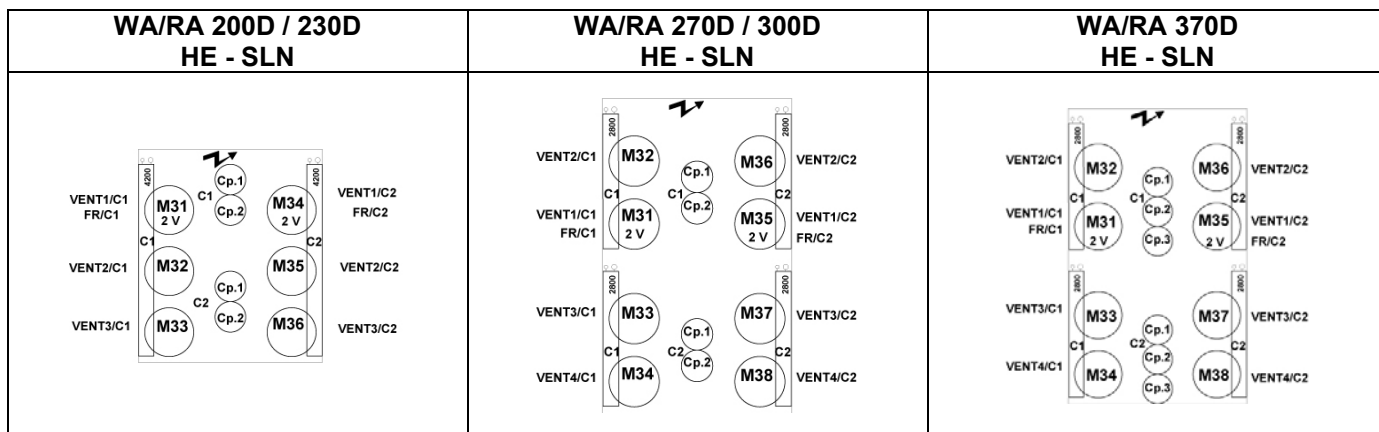 WA/RA 200D / 230D
HE - SLN
WA/RA 270D / 300D
HE - SLN
WA/RA 370D
HE - SLN
4200
4200
Cp.1
VENT1/C1
FR/C1
M31
2 V
C1
Cp.2
M34
2 V
VENT1/C2
FR/C2
C1
C2
VENT2/C1
M32
M35
VENT2/C2
Cp.1
C2
Cp.2
VENT3/C1
M33
M36
VENT3/C2
2800
2800
VENT2/C1
M32
Cp.1
M36
VENT2/C2
C1
C1
Cp.2
C2
VENT1/C1
FR/C1
M31
2 V
M35
2 V
VENT1/C2
FR/C2
2800
2800
VENT3/C1
M33
Cp.1
M37
VENT3/C2
C1
C2
Cp.2
C2
VENT4/C1
M34
M38
VENT4/C2
2800
2800
VENT2/C1
M32
Cp.1
M36
VENT2/C2
C1
C1
Cp.2
C2
VENT1/C1
FR/C1
M31
2 V
Cp.3
M35
2 V
VENT1/C2
FR/C2
2800
2800
VENT3/C1
M33
Cp.1
M37
VENT3/C2
C1
C2
Cp.2
C2
VENT4/C1
M34
Cp.3
M38
VENT4/C2